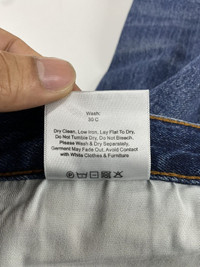 Wash:
30 C
Dry Clean, Low Iron, Lay Flat To Dry,
Do Not Tumble Dry, Do Not Bleach,
Please Wash & Dry Separately,
Garment May Fade Out, Avoid Contact
with White Clothes & Furnitare